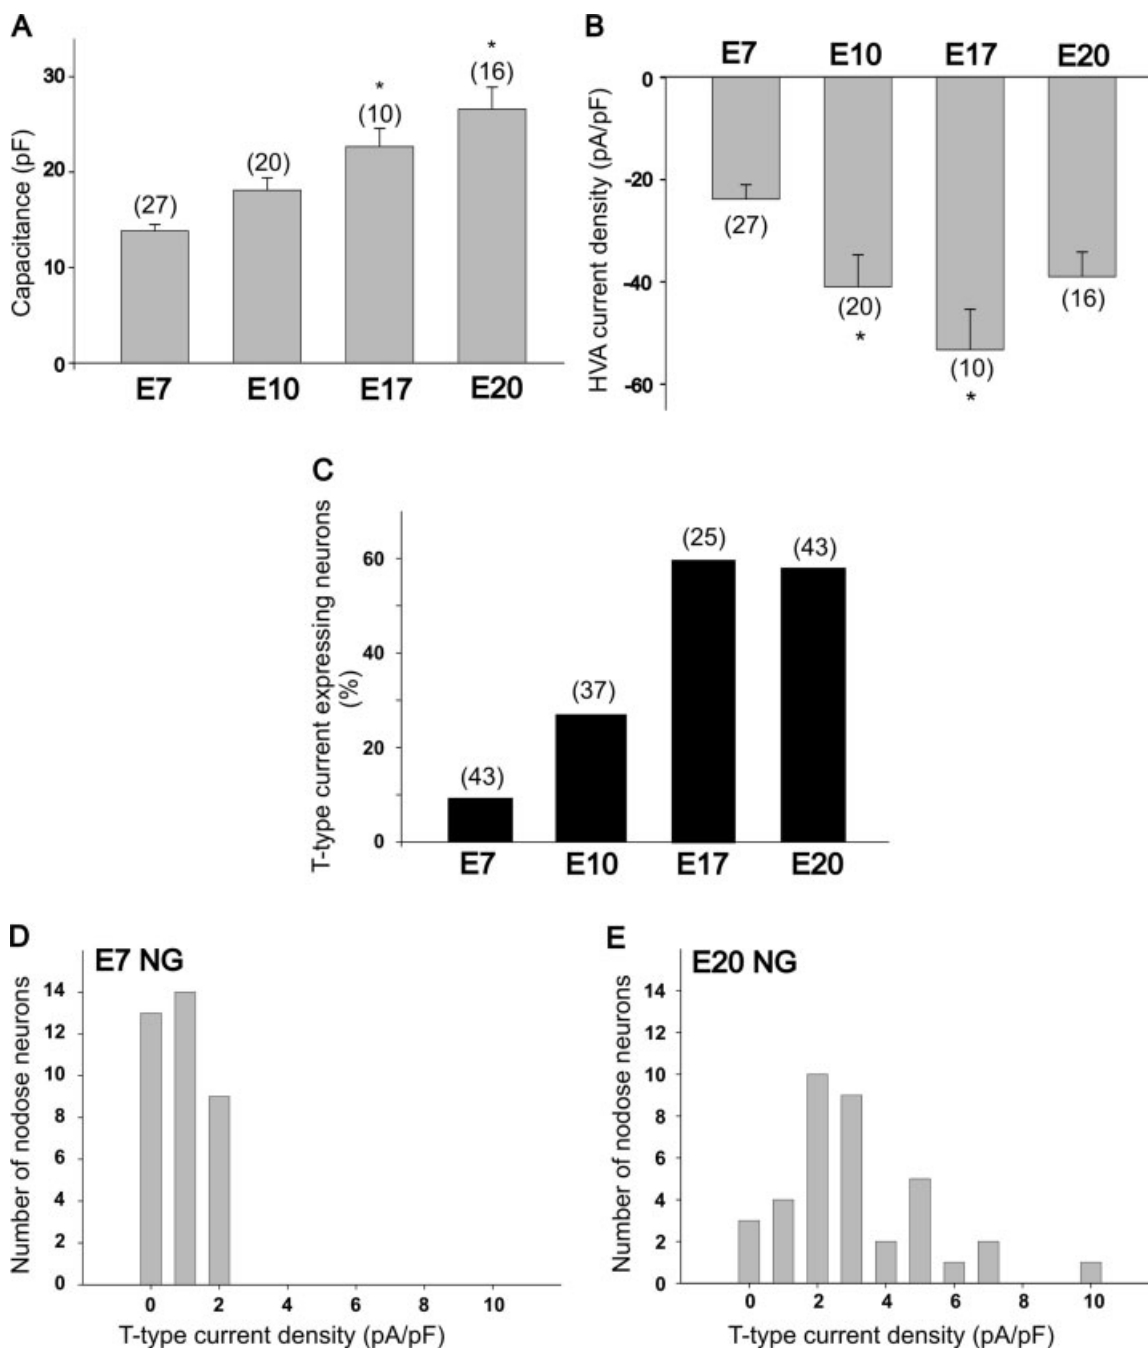 A
Capacitance (pF)
30
20
10
0
(27)
(20)
*
(10)
*
(16)
E7 E10 E17 E20
B
E7 E10 E17 E20
HVA current density (pA/pF)
0
-20
-40
-60
(27)
(20)
*
(10)
*
(16)
C
T-type current expressing neurons
(%)
60
40
20
0
(43)
(37)
(25)
(43)
E7 E10 E17 E20
D
E7 NG
Number of nodose neurons
14
12
10
8
6
4
2
0
0 2 4 6 8 10
T-type current density (pA/pF)
E
E20 NG
Number of nodose neurons
14
12
10
8
6
4
2
0
0 2 4 6 8 10
T-type current density (pA/pF)